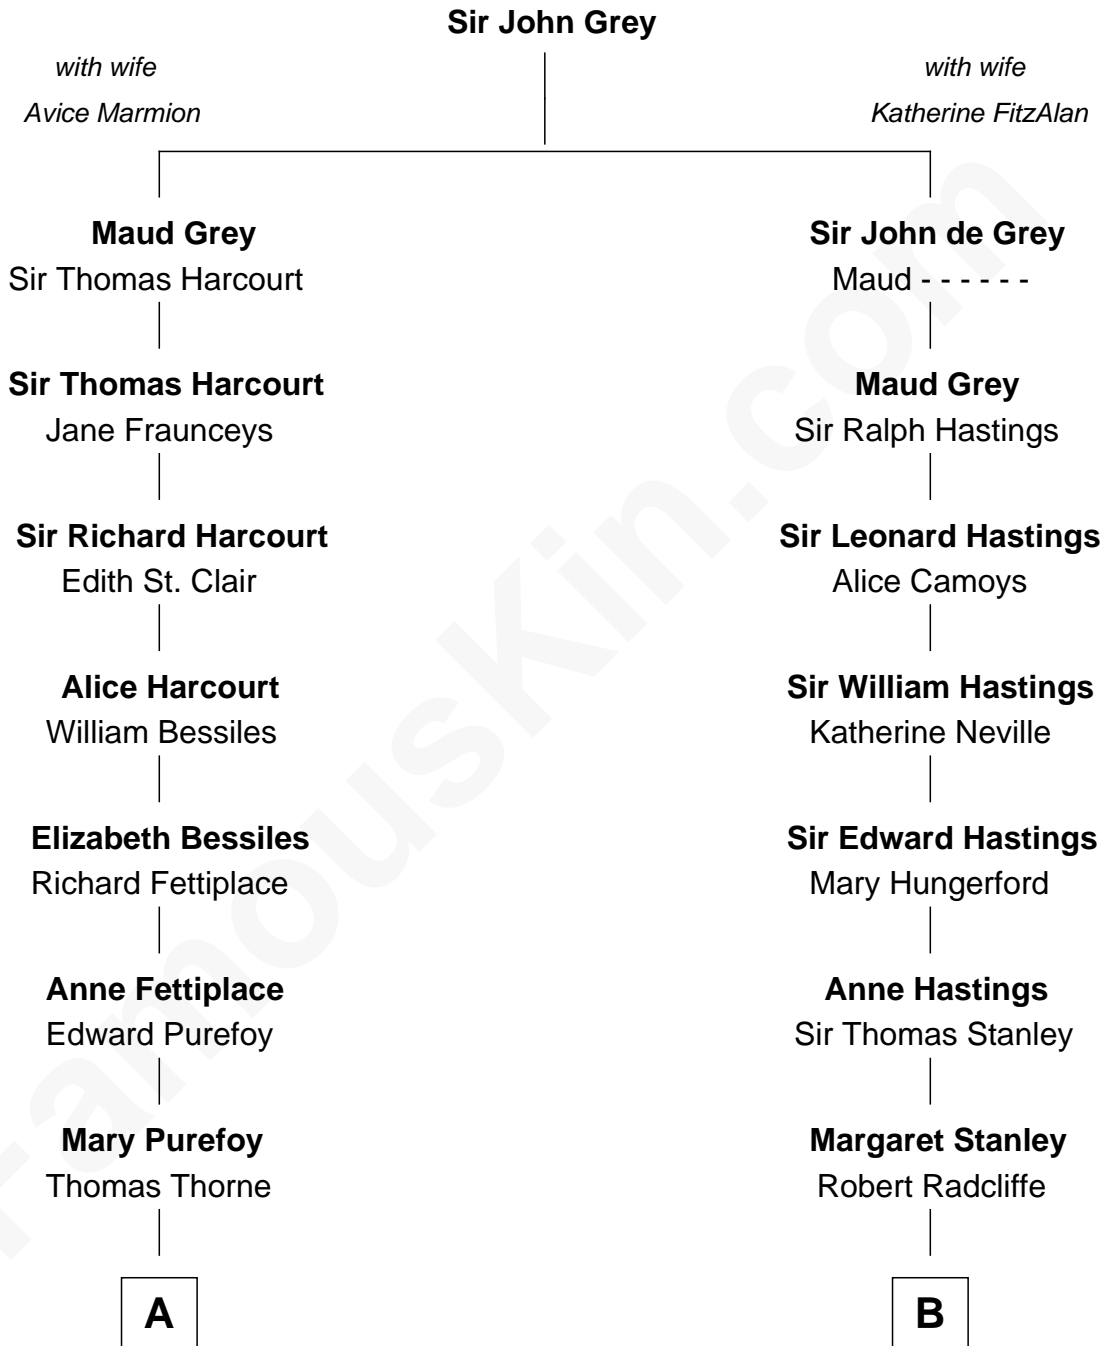 Sir John Grey
with wife
Avice Marmion
with wife
Katherine FitzAlan
Maud Grey
Sir Thomas Harcourt
Sir John de Grey
Maud - - - - - -
Sir Thomas Harcourt
Jane Fraunceys
Maud Grey
Sir Ralph Hastings
Sir Richard Harcourt
Edith St. Clair
Sir Leonard Hastings
Alice Camoys
Alice Harcourt
William Bessiles
Sir William Hastings
Katherine Neville
Elizabeth Bessiles
Richard Fettiplace
Sir Edward Hastings
Mary Hungerford
Anne Fettiplace
Edward Purefoy
Anne Hastings
Sir Thomas Stanley
Mary Purefoy
Thomas Thorne
Margaret Stanley
Robert Radcliffe
A
B
FamousKin.com